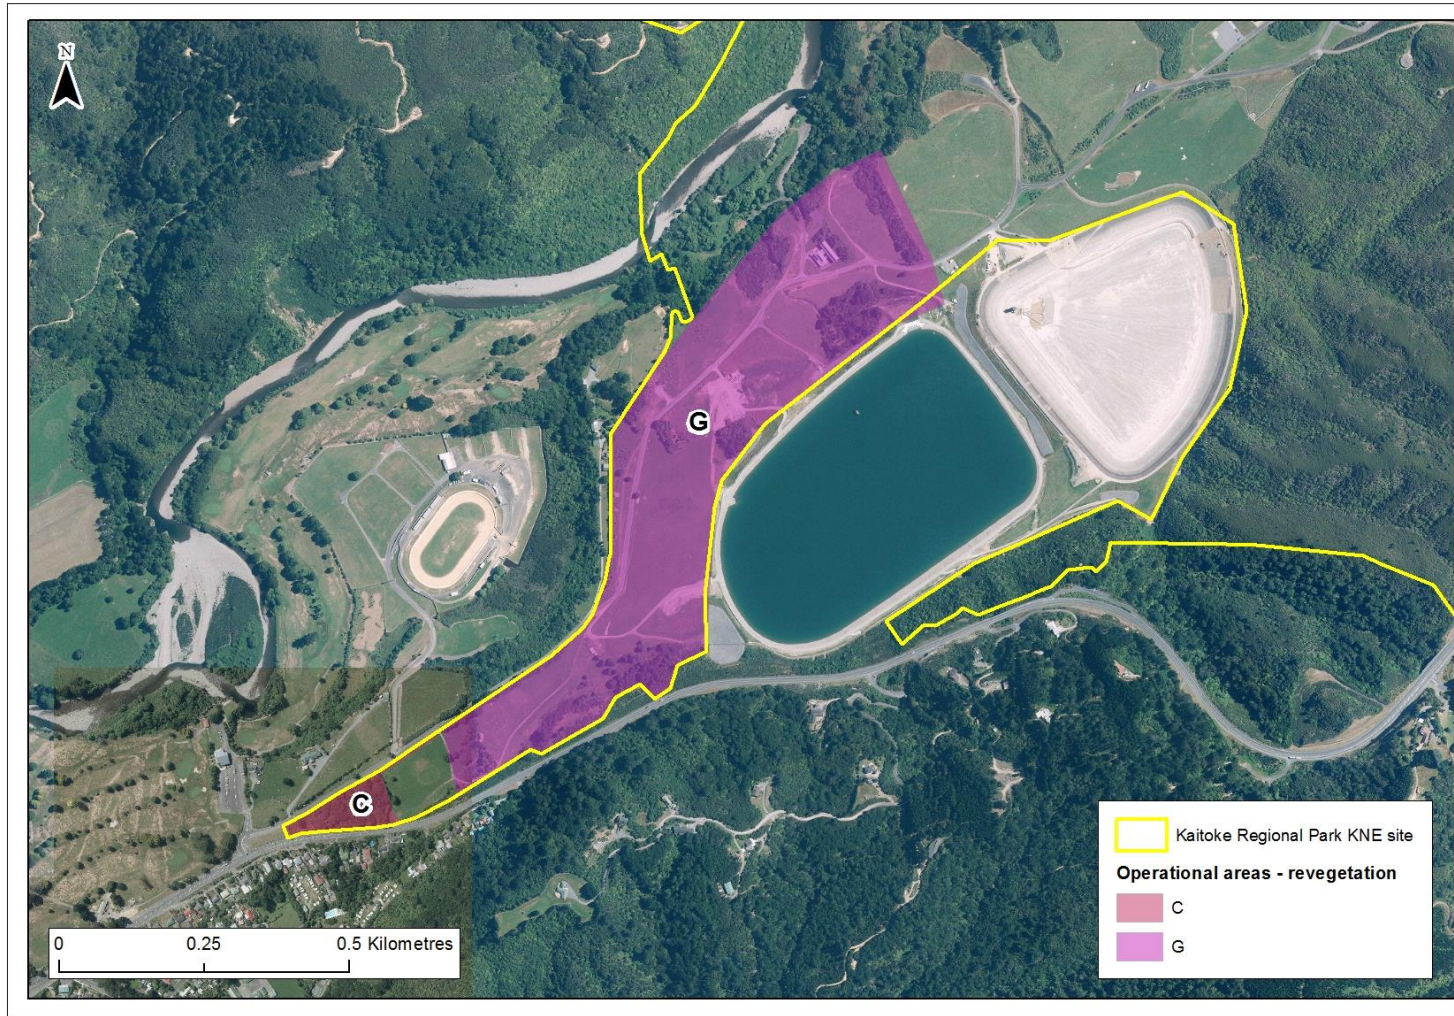 N
G
C
Kaitoke Regional Park KNE site
Operational areas - revegetation
C
G
0 0.25 0.5 Kilometres